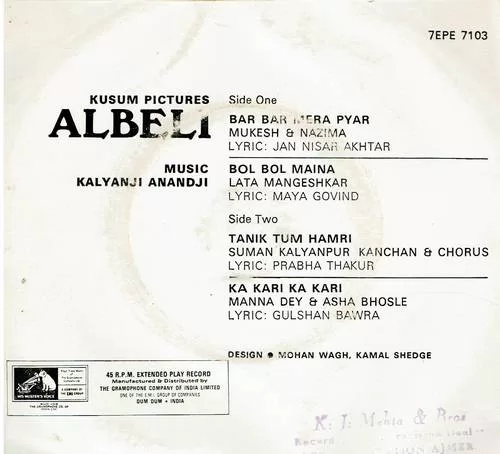 7EPE 7103
KUSUM PICTURES
ALBELI
MUSIC
KALYANJI ANANDJI
Side One
BAR BAR MERA PYAR
MUKESH & NAZIMA
LYRIC: JAN NISAR AKHTAR
BOL BOL MAINA
LATA MANGESHKAR
LYRIC: MAYA GOVIND
Side Two
TANIK TUM HAMRI
SUMAN KALYANPUR KANCHAN & CHORUS
LYRIC: PRABHA THAKUR
KA KARI KA KARI
MANNA DEY & ASHA BHOSLE
LYRIC: GULSHAN BAWRA
DESIGN ● MOHAN WAGH, KAMAL SHEDGE
HIS MASTER'S VOICE
45 R.P.M. EXTENDED PLAY RECORD
Manufactured & Distributed by
THE GRAMOPHONE COMPANY OF INDIA LIMITED
ONE OF THE E.M.I. GROUP OF COMPANIES
DUM DUM • INDIA
K. J. Mehta & Bros
Record
AJMER